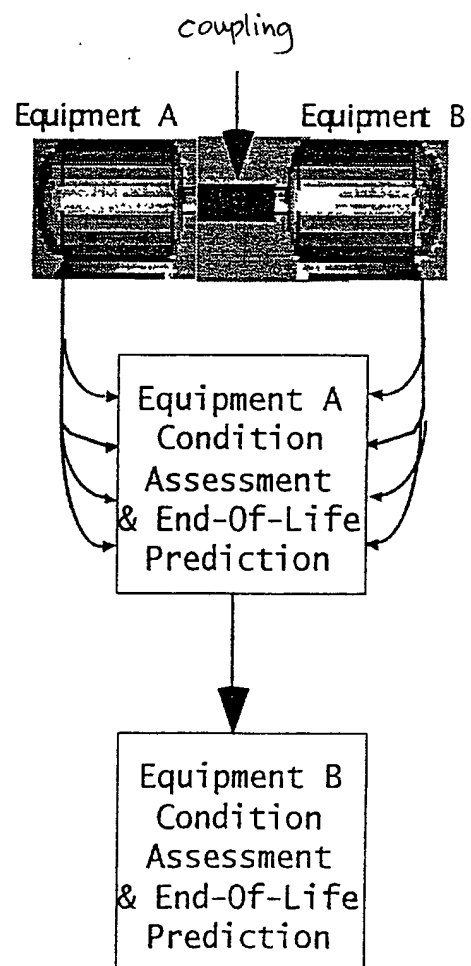 coupling
Equipment A Equipment B
Equipment A
Condition
Assessment
& End-Of-Life
Prediction
Equipment B
Condition
Assessment
& End-Of-Life
Prediction